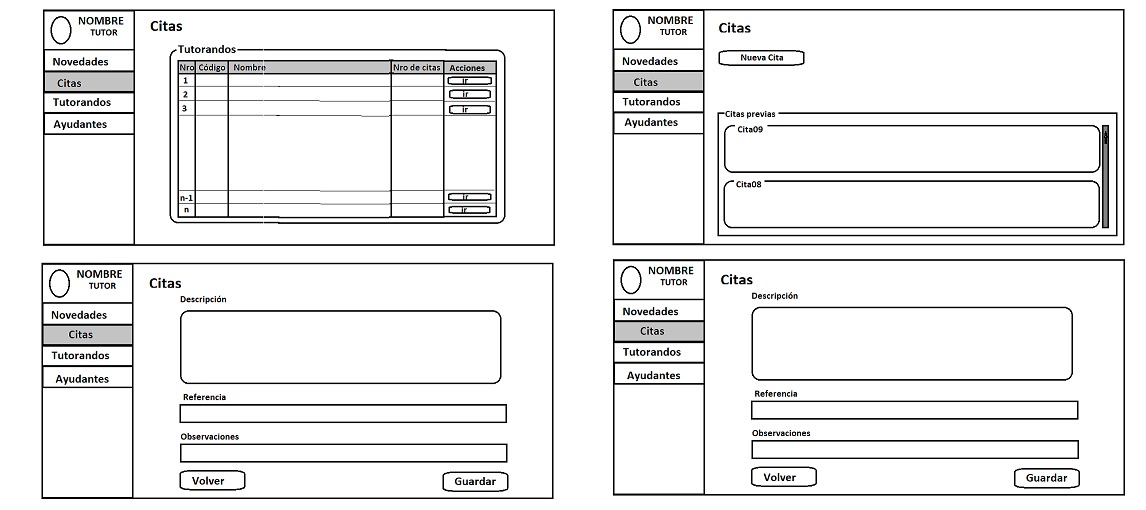 NOMBRE
TUTOR
Novedades
Citas
Tutorandos
Ayudantes
Citas
Tutorandos
Nro Código Nombre Nro de citas Acciones
1 ir
2 ir
3 ir
n-1 ir
n ir
NOMBRE
TUTOR
Novedades
Citas
Tutorandos
Ayudantes
Citas
Nueva Cita
Citas previas
Cita09
Cita08
NOMBRE
TUTOR
Novedades
Citas
Tutorandos
Ayudantes
Citas
Descripción
Referencia
Observaciones
Volver Guardar
NOMBRE
TUTOR
Novedades
Citas
Tutorandos
Ayudantes
Citas
Descripción
Referencia
Observaciones
Volver Guardar